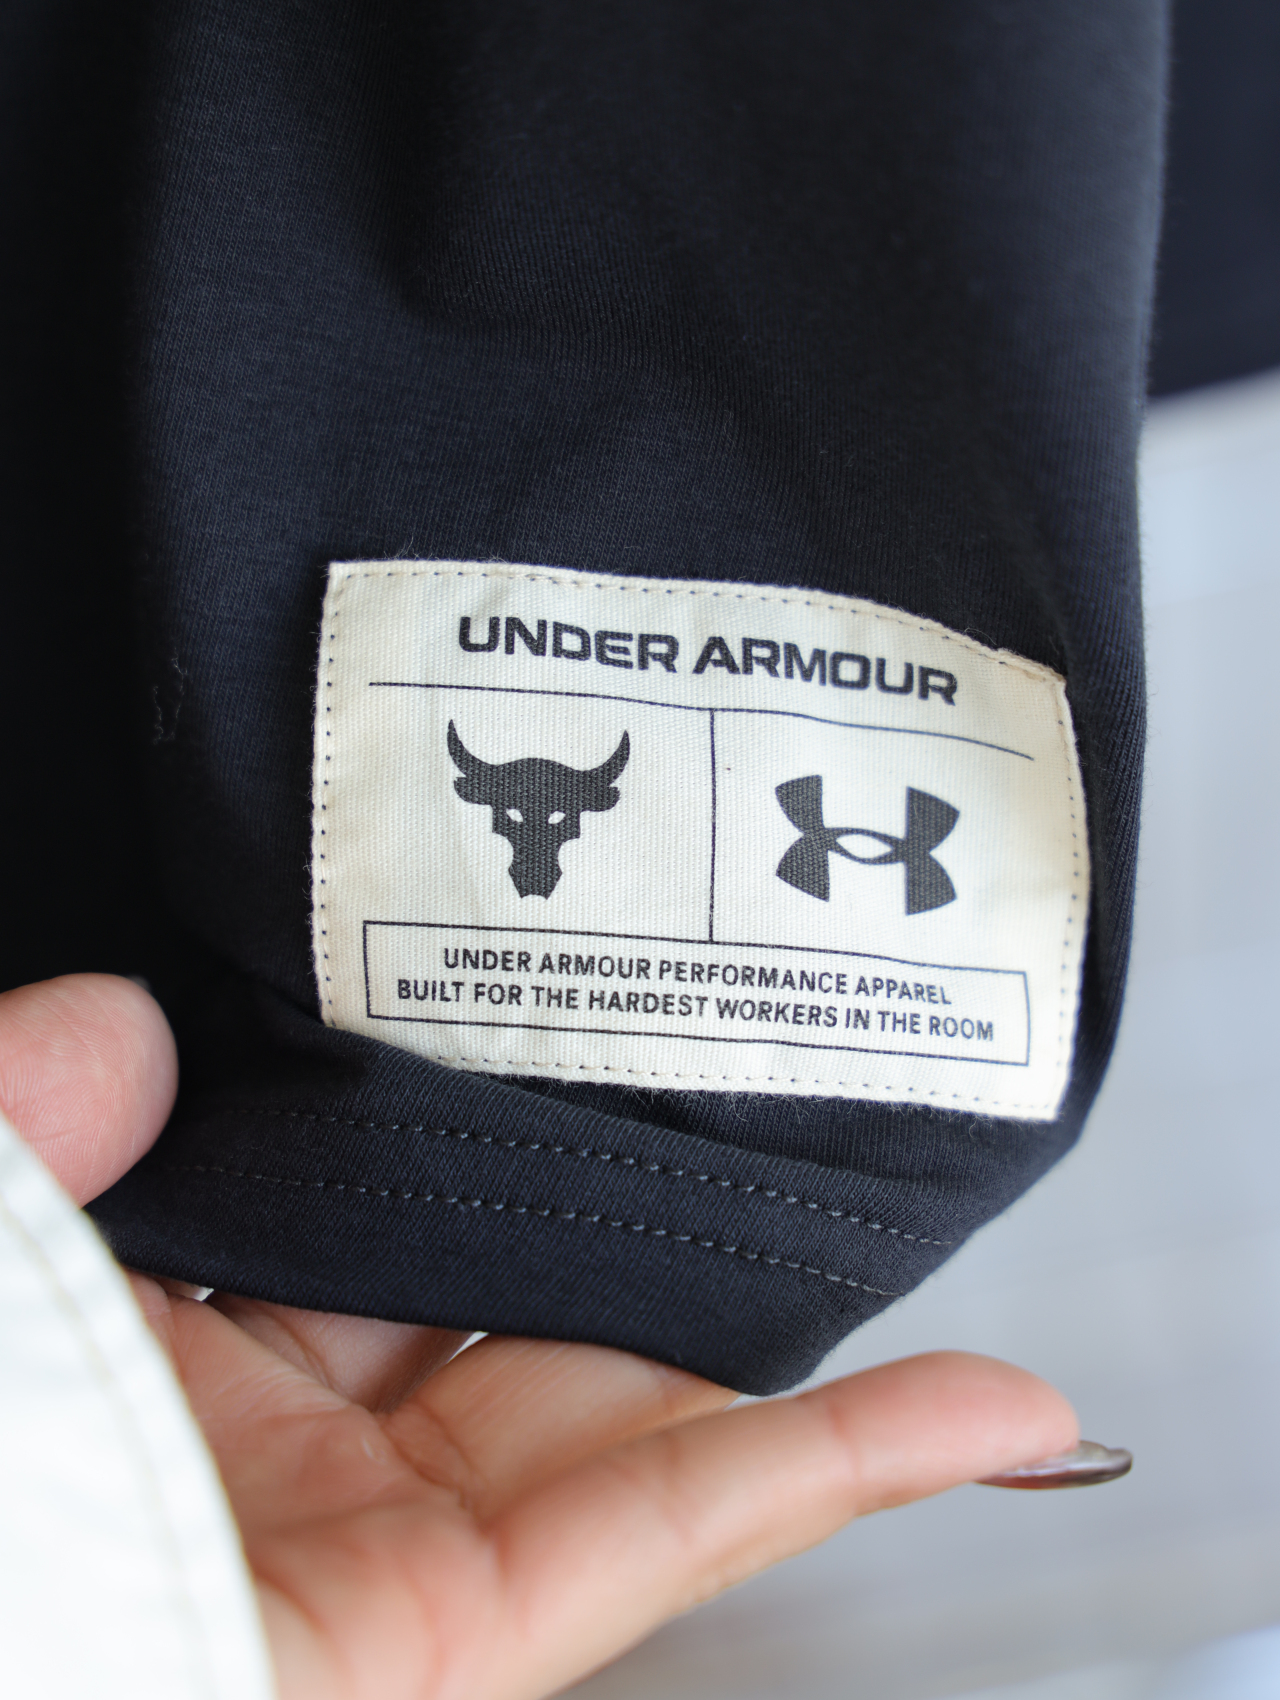 UNDER ARMOUR
UNDER ARMOUR PERFORMANCE APPAREL
BUILT FOR THE HARDEST WORKERS IN THE ROOM